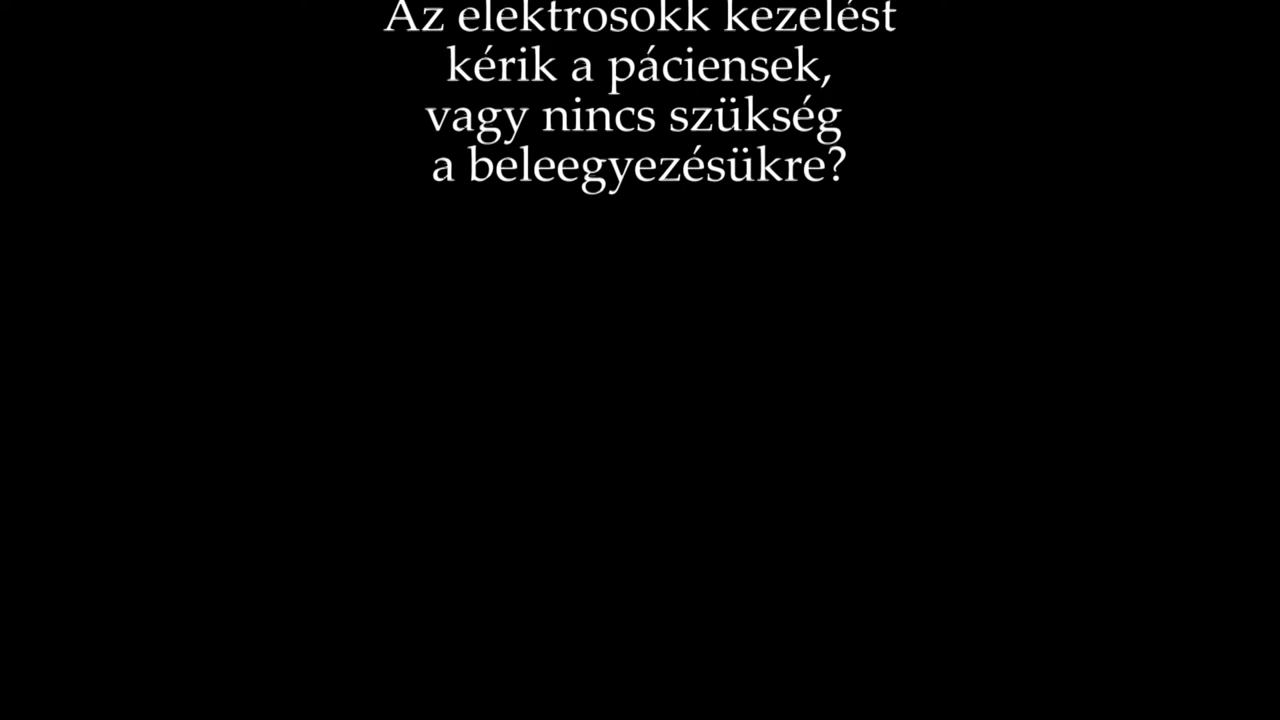 Az elektrosokk kezelést
kérik a páciensek,
vagy nincs szükség
a beleegyezésükre?